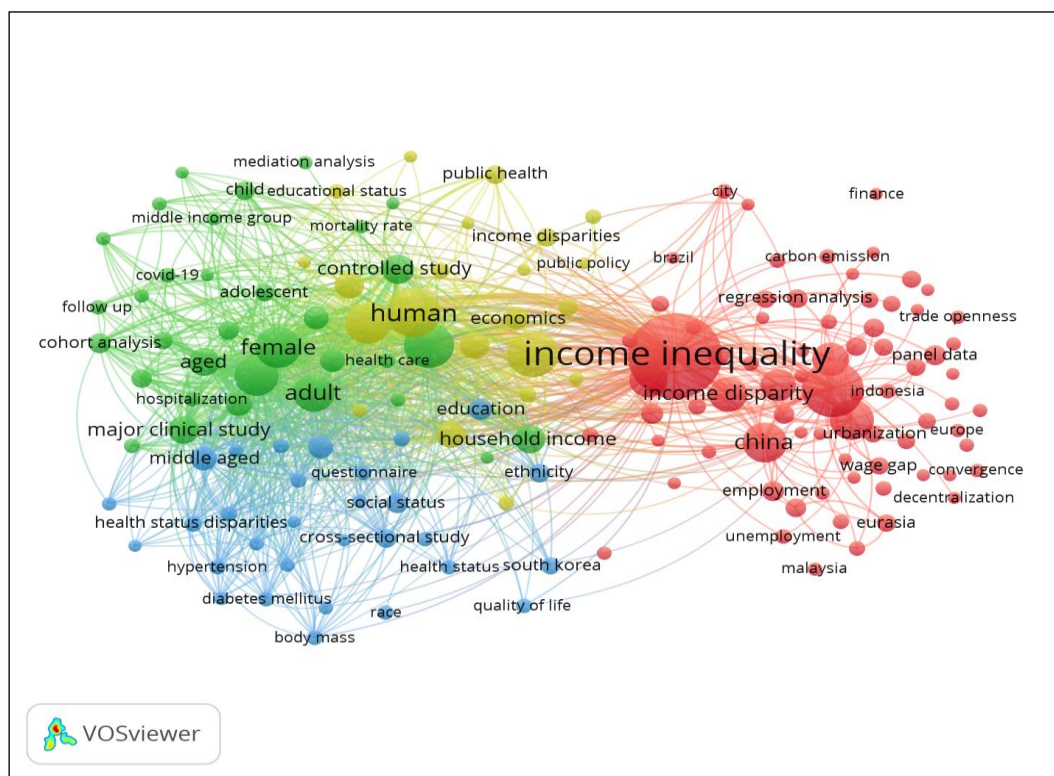 mediation analysis
public health
child
educational status
city
finance
middle income group
mortality rate
income disparities
brazil
carbon emission
covid-19
controlled study
public policy
adolescent
regression analysis
follow up
human
economics
trade openness
cohort analysis
female
aged
health care
income inequality
panel data
hospitalization
adult
income disparity
indonesia
education
major clinical study
household income
china
urbanization
europe
middle aged
questionnaire
ethnicity
wage gap
convergence
social status
employment
decentralization
health status disparities
cross-sectional study
unemployment
eurasia
hypertension
health status
south korea
malaysia
diabetes mellitus
race
quality of life
body mass
VOSviewer